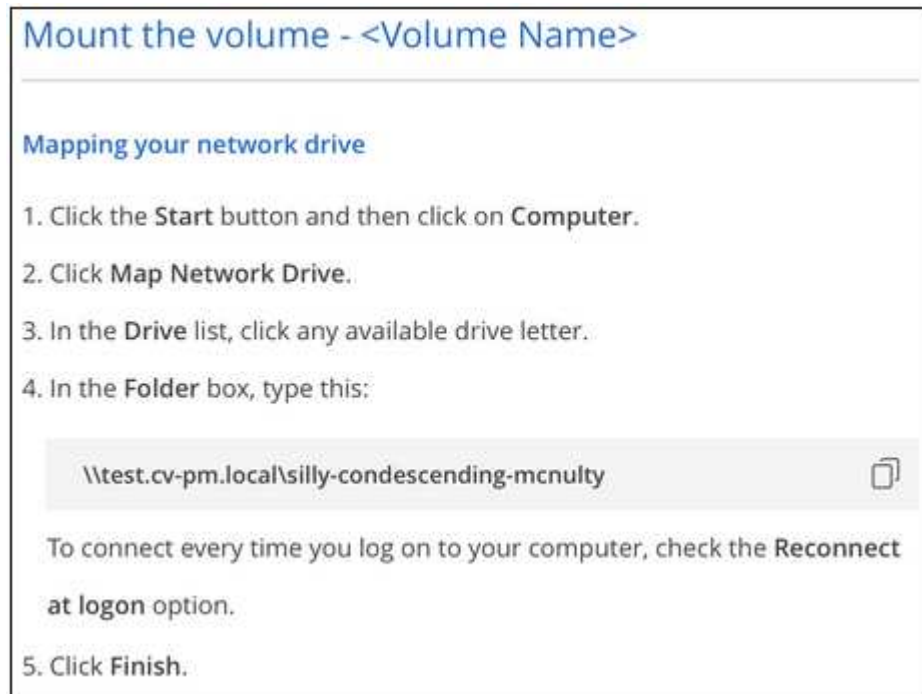 Mount the volume - <Volume Name>
Mapping your network drive
1. Click the Start button and then click on Computer.
2. Click Map Network Drive.
3. In the Drive list, click any available drive letter.
4. In the Folder box, type this:
\\test.cv-pm.local\silly-condescending-mcnulty
To connect every time you log on to your computer, check the Reconnect
at logon option.
5. Click Finish.